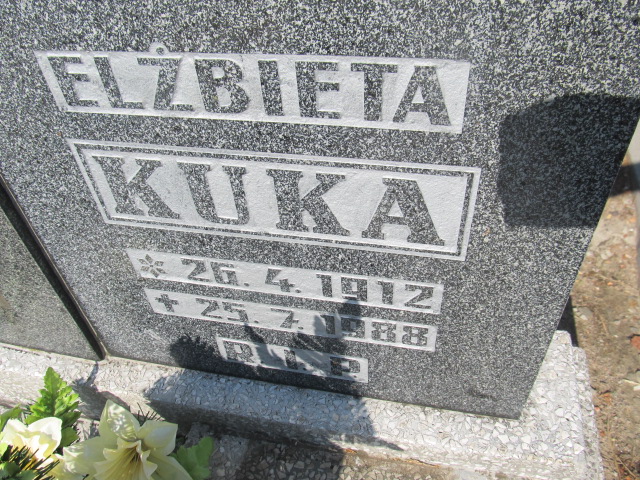 ELŻBIETA
KUKA
* 26. 4. 1912
+ 25. 7. 1988
R. I. P